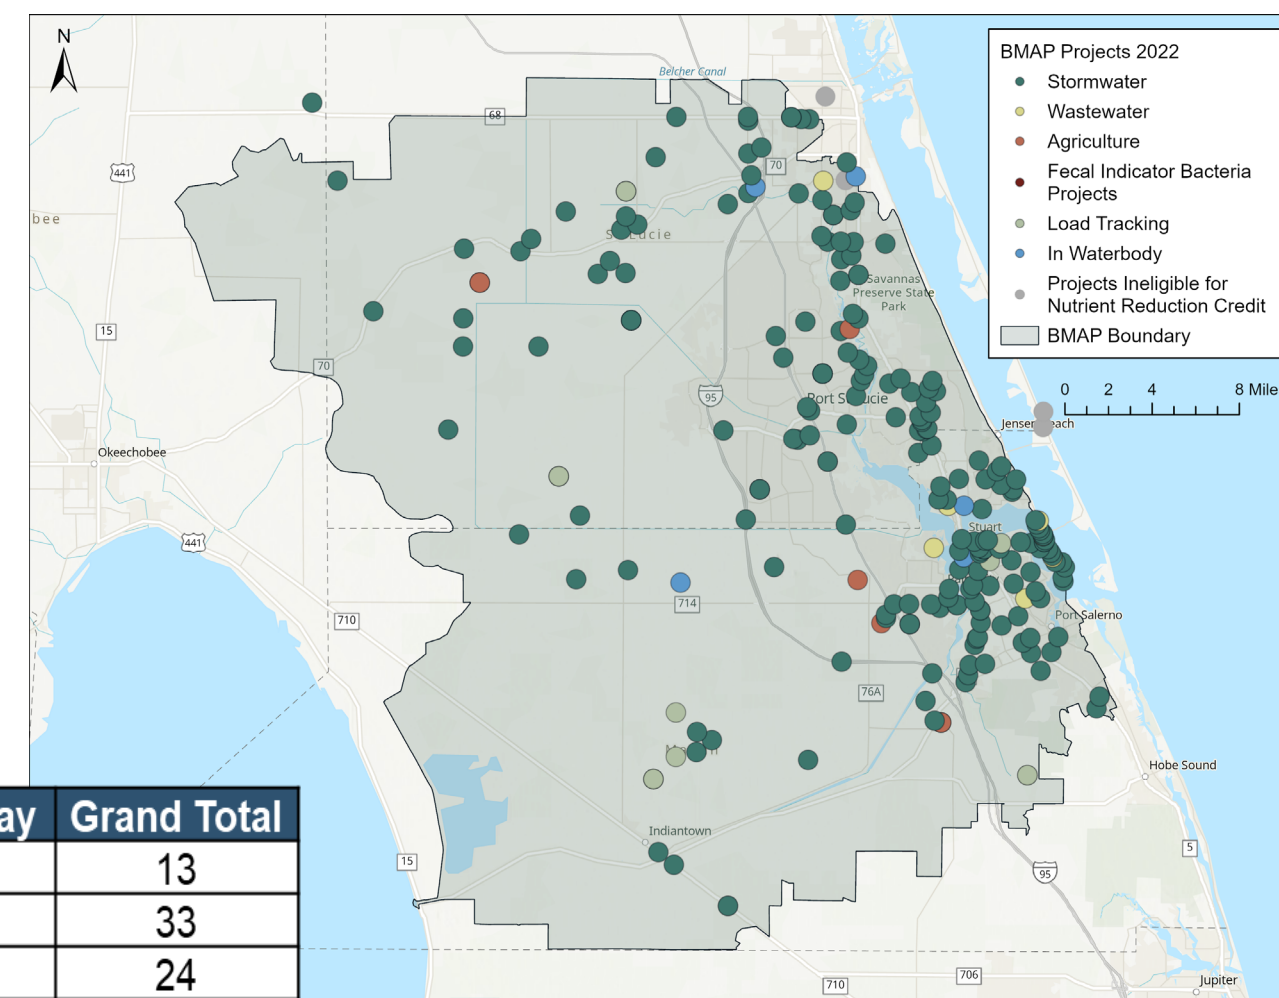 N
BMAP Projects 2022
Stormwater
Wastewater
Agriculture
Fecal Indicator Bacteria
Projects
Load Tracking
In Waterbody
Projects Ineligible for
Nutrient Reduction Credit
BMAP Boundary
0 2 4 8 Mile
Belcher Canal
68
70
441
bee
Savannas
Preserve State
Park
15
70
95
Jensen Beach
Okeechobee
441
Stuart
714
710
Port Salerno
76A
Hobe Sound
Indiantown
15
5
95
706
710
Jupiter
ay Grand Total
13
33
24